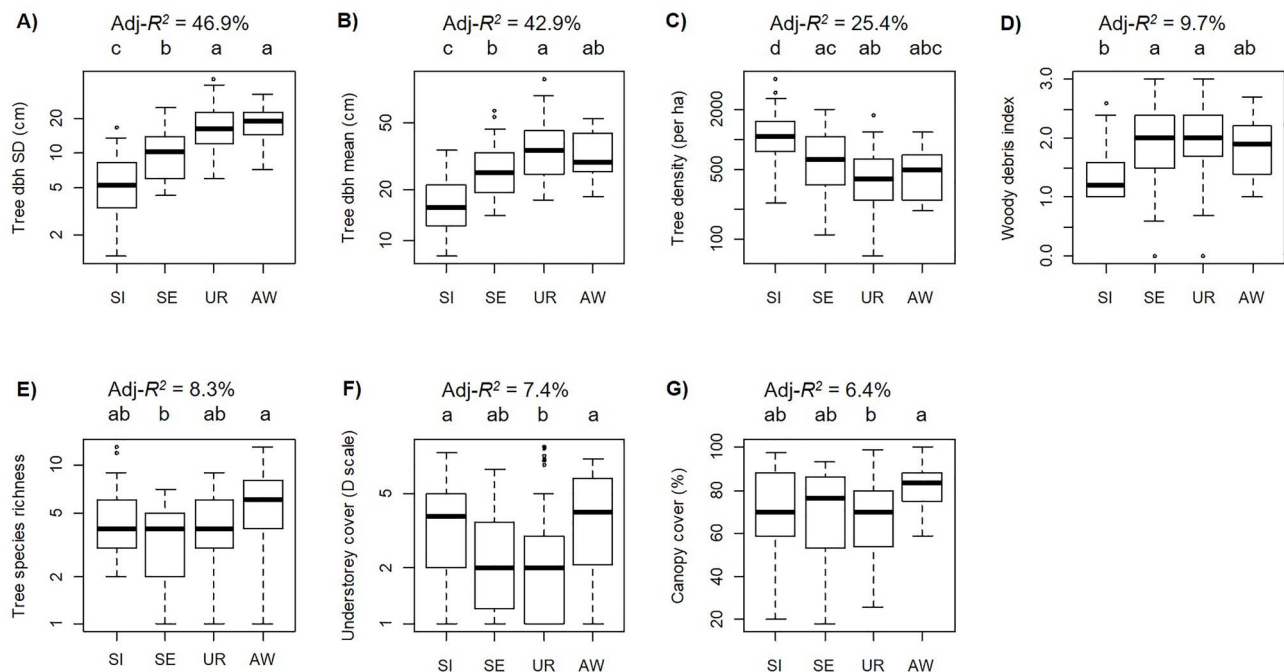 A) Adj-R² = 46.9%
c b a a
Tree dbh SD (cm)
20
10
5
2
SI SE UR AW
B) Adj-R² = 42.9%
c b a ab
Tree dbh mean (cm)
50
20
10
SI SE UR AW
C) Adj-R² = 25.4%
d ac ab abc
Tree density (per ha)
2000
500
100
SI SE UR AW
D) Adj-R² = 9.7%
b a a ab
Woody debris index
3.0
2.0
1.0
0.0
SI SE UR AW
E) Adj-R² = 8.3%
ab b ab a
Tree species richness
10
5
2
1
SI SE UR AW
F) Adj-R² = 7.4%
a ab b a
Understorey cover (D scale)
5
2
1
SI SE UR AW
G) Adj-R² = 6.4%
ab ab b a
Canopy cover (%)
100
80
60
40
20
SI SE UR AW